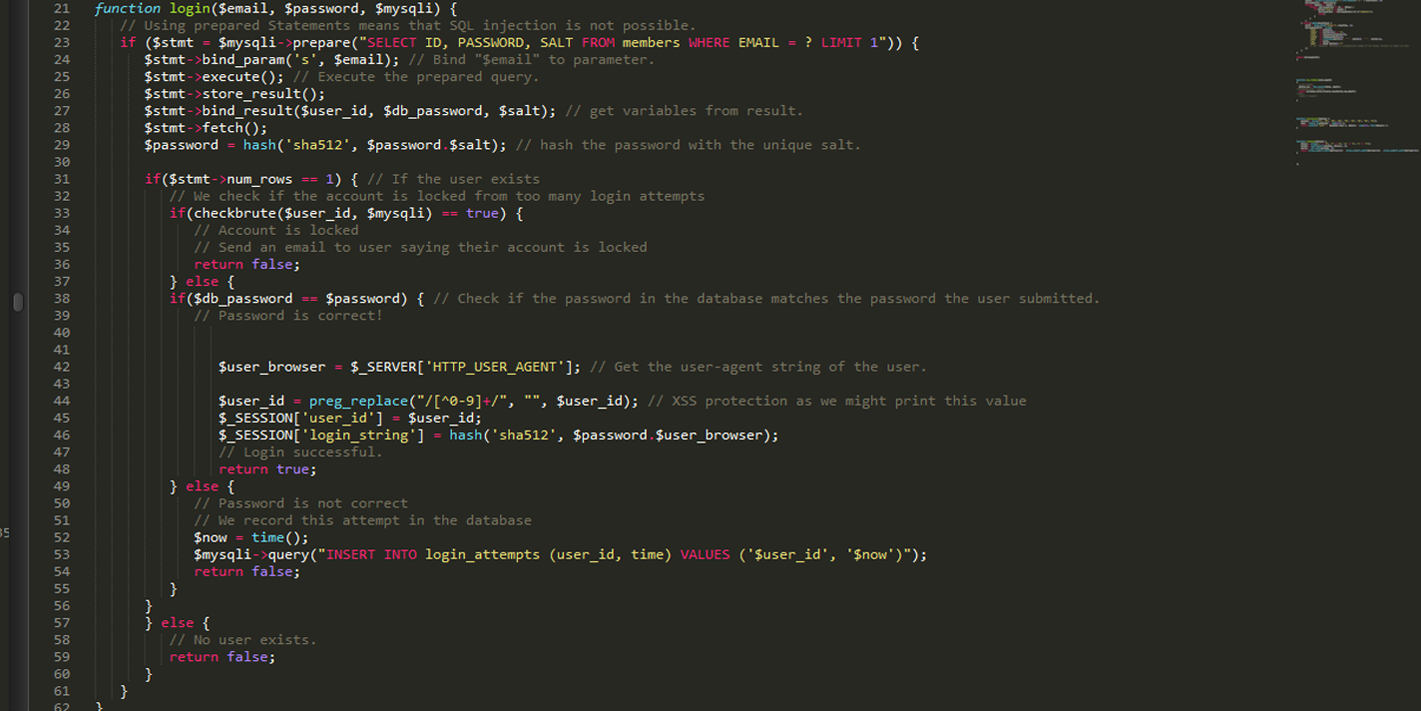 21 function login($email, $password, $mysqli) {
22 // Using prepared Statements means that SQL injection is not possible.
23 if ($stmt = $mysqli->prepare("SELECT ID, PASSWORD, SALT FROM members WHERE EMAIL = ? LIMIT 1")) {
24 $stmt->bind_param('s', $email); // Bind "$email" to parameter.
25 $stmt->execute(); // Execute the prepared query.
26 $stmt->store_result();
27 $stmt->bind_result($user_id, $db_password, $salt); // get variables from result.
28 $stmt->fetch();
29 $password = hash('sha512', $password.$salt); // hash the password with the unique salt.
30
31 if($stmt->num_rows == 1) { // If the user exists
32 // We check if the account is locked from too many login attempts
33 if(checkbrute($user_id, $mysqli) == true) {
34 // Account is locked
35 // Send an email to user saying their account is locked
36 return false;
37 } else {
38 if($db_password == $password) { // Check if the password in the database matches the password the user submitted.
39 // Password is correct!
40
41
42 $user_browser = $_SERVER['HTTP_USER_AGENT']; // Get the user-agent string of the user.
43
44 $user_id = preg_replace("/[^0-9]+/", "", $user_id); // XSS protection as we might print this value
45 $_SESSION['user_id'] = $user_id;
46 $_SESSION['login_string'] = hash('sha512', $password.$user_browser);
47 // Login successful.
48 return true;
49 } else {
50 // Password is not correct
51 // We record this attempt in the database
52 $now = time();
53 $mysqli->query("INSERT INTO login_attempts (user_id, time) VALUES ('$user_id', '$now')");
54 return false;
55 }
56 }
57 } else {
58 // No user exists.
59 return false;
60 }
61 }
62 }